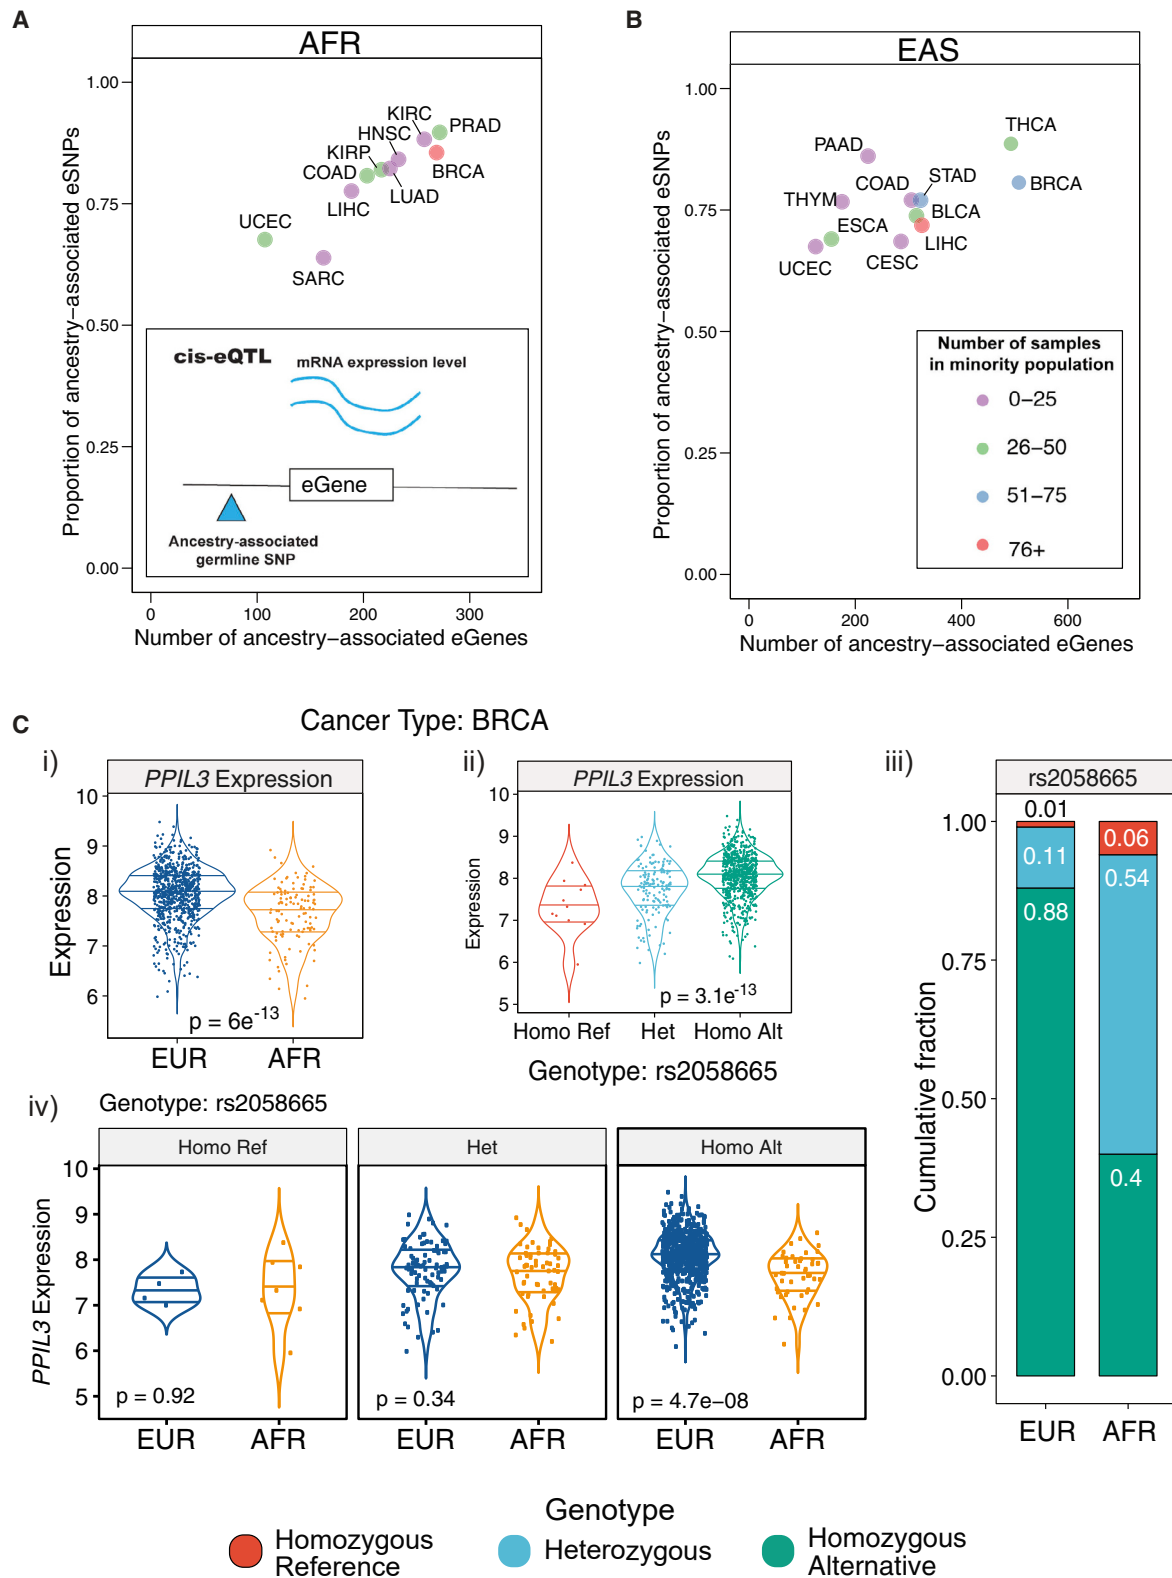 A
AFR
Proportion of ancestry−associated eSNPs
1.00
0.75
0.50
0.25
0.00
KIRC
PRAD
HNSC
KIRP
COAD
BRCA
LUAD
LIHC
UCEC
SARC
cis-eQTL
mRNA expression level
eGene
Ancestry-associated
germline SNP
0
100
200
300
Number of ancestry−associated eGenes
B
EAS
Proportion of ancestry−associated eSNPs
1.00
0.75
0.50
0.25
0.00
THCA
PAAD
COAD
STAD
BRCA
THYM
BLCA
ESCA
LIHC
CESC
UCEC
Number of samples
in minority population
0−25
26−50
51−75
76+
0
200
400
600
Number of ancestry−associated eGenes
C
Cancer Type: BRCA
i)
PPIL3 Expression
Expression
10
9
8
7
6
p = 6e-13
EUR
AFR
ii)
PPIL3 Expression
Expression
10
9
8
7
6
5
p = 3.1e-13
Homo Ref
Het
Homo Alt
Genotype: rs2058665
iii)
rs2058665
Cumulative fraction
1.00
0.75
0.50
0.25
0.00
0.01
0.11
0.88
0.06
0.54
0.4
EUR
AFR
iv)
Genotype: rs2058665
PPIL3 Expression
10
9
8
7
6
5
Homo Ref
p = 0.92
EUR
AFR
Het
p = 0.34
EUR
AFR
Homo Alt
p = 4.7e−08
EUR
AFR
Genotype
Homozygous
Reference
Heterozygous
Homozygous
Alternative